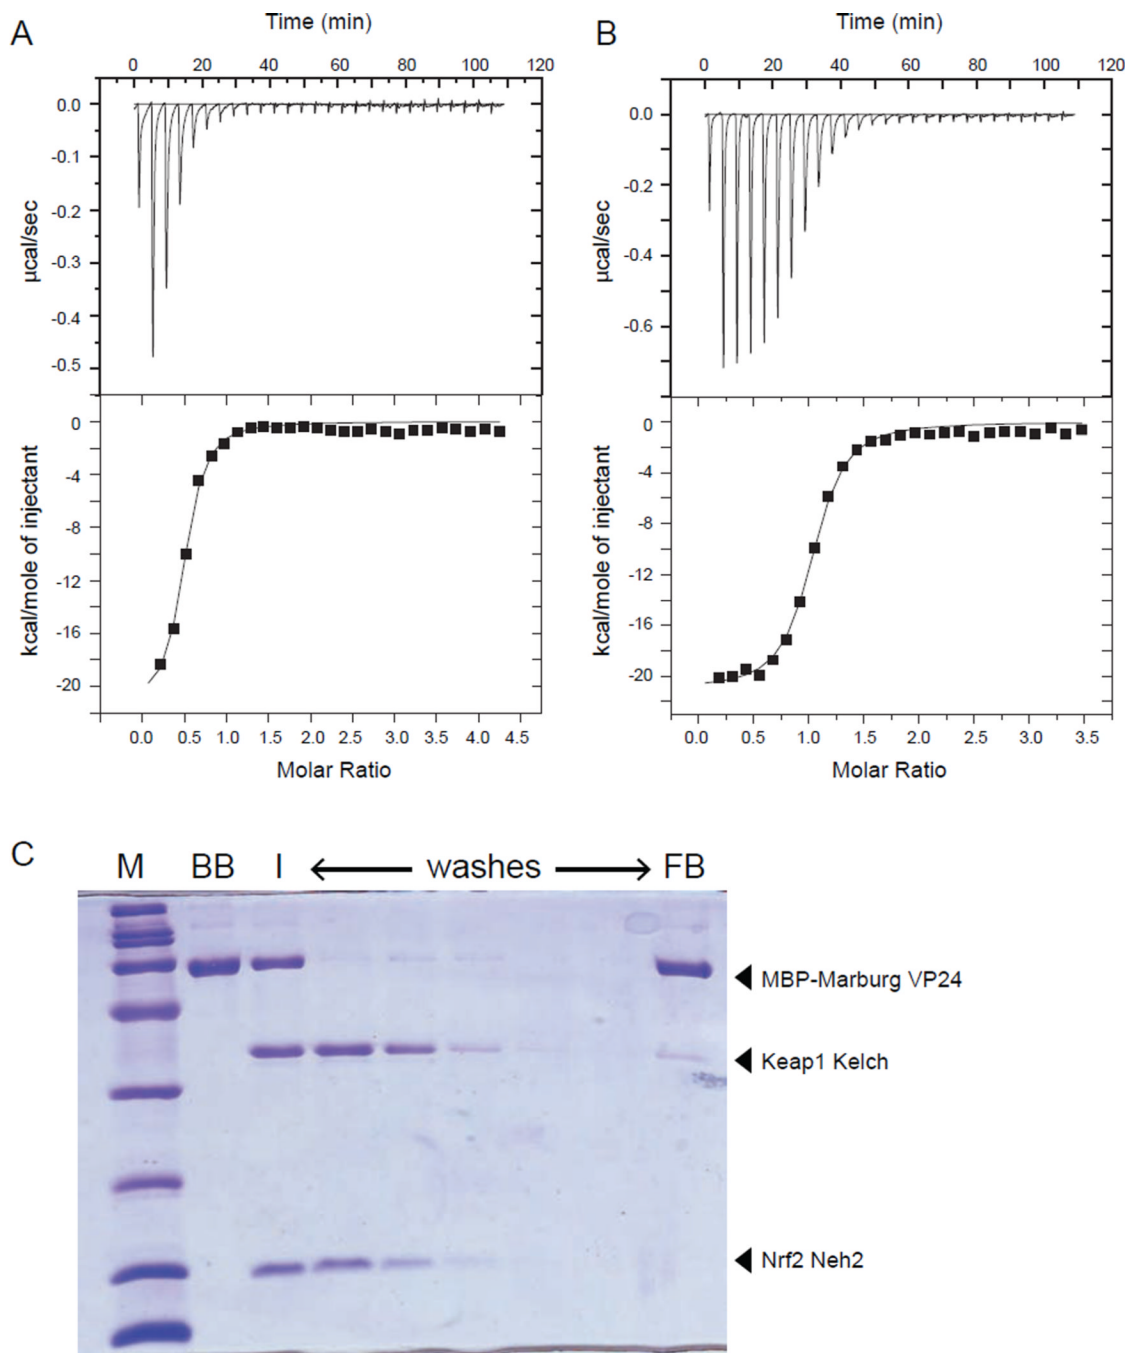 A
Time (min)
0 20 40 60 80 100 120
0.0
-0.1
-0.2
-0.3
-0.4
-0.5
µcal/sec
0
-4
-8
-12
-16
-20
kcal/mole of injectant
0.0 0.5 1.0 1.5 2.0 2.5 3.0 3.5 4.0 4.5
Molar Ratio
B
Time (min)
0 20 40 60 80 100 120
0.0
-0.2
-0.4
-0.6
µcal/sec
0
-4
-8
-12
-16
-20
kcal/mole of injectant
0.0 0.5 1.0 1.5 2.0 2.5 3.0 3.5
Molar Ratio
C
M BB I washes FB
MBP-Marburg VP24
Keap1 Kelch
Nrf2 Neh2